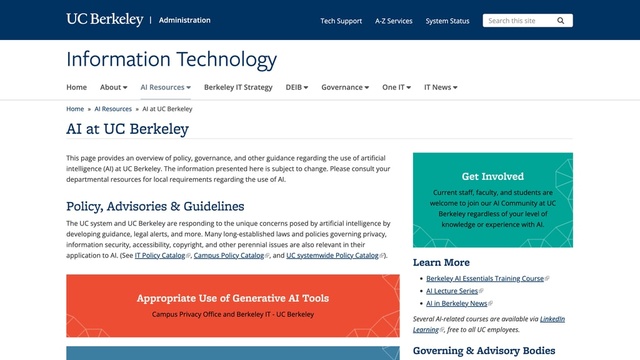 UC Berkeley | Administration
Tech Support A-Z Services System Status Search this site
Information Technology
Home About AI Resources Berkeley IT Strategy DEIB Governance One IT IT News
Home » AI Resources » AI at UC Berkeley
AI at UC Berkeley
This page provides an overview of policy, governance, and other guidance regarding the use of artificial
intelligence (AI) at UC Berkeley. The information presented here is subject to change. Please consult your
departmental resources for local requirements regarding the use of AI.
Policy, Advisories & Guidelines
The UC system and UC Berkeley are responding to the unique concerns posed by artificial intelligence by
developing guidance, legal alerts, and more. Many long-established laws and policies governing privacy,
information security, accessibility, copyright, and other perennial issues are also relevant in their
application to AI. (See IT Policy Catalog, Campus Policy Catalog, and UC systemwide Policy Catalog).
Appropriate Use of Generative AI Tools
Campus Privacy Office and Berkeley IT - UC Berkeley
Get Involved
Current staff, faculty, and students are
welcome to join our AI Community at UC
Berkeley regardless of your level of
knowledge or experience with AI.
Learn More
Berkeley AI Essentials Training Course
AI Lecture Series
AI in Berkeley News
Several AI-related courses are available via LinkedIn
Learning, free to all UC employees.
Governing & Advisory Bodies